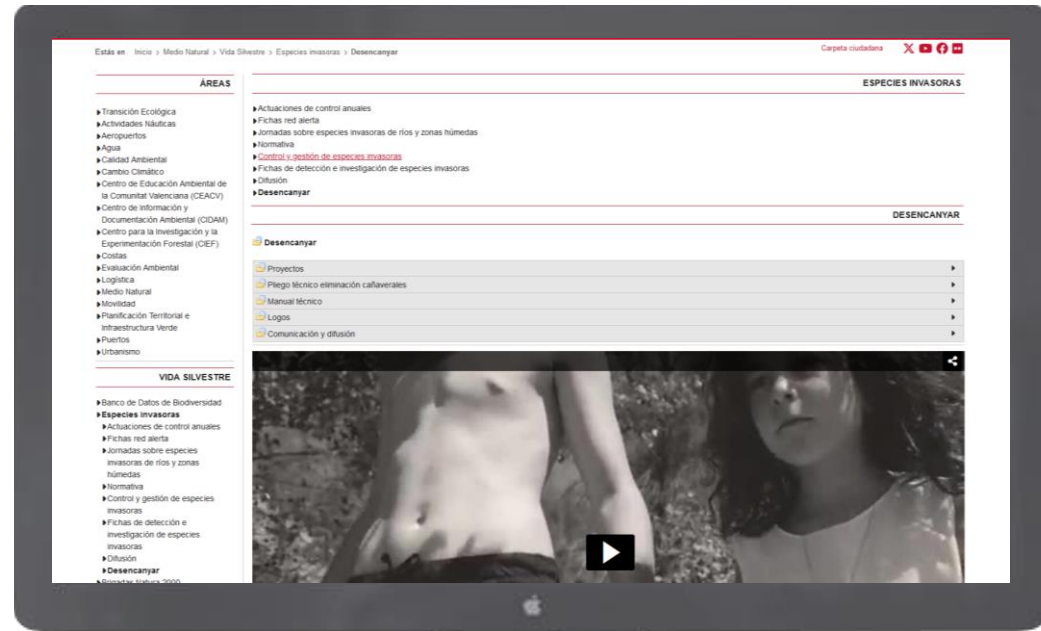 Estás en Inicio > Medio Natural > Vida Silvestre > Especies invasoras > Desencanyar
Carpeta ciudadana
ÁREAS
Transición Ecológica
Actividades Náuticas
Aeropuertos
Agua
Calidad Ambiental
Cambio Climático
Centro de Educación Ambiental de
la Comunitat Valenciana (CEACV)
Centro de Información y
Documentación Ambiental (CIDAM)
Centro para la Investigación y la
Experimentación Forestal (CIEF)
Costas
Evaluación Ambiental
Logística
Medio Natural
Movilidad
Planificación Territorial e
Infraestructura Verde
Puertos
Urbanismo
VIDA SILVESTRE
Banco de Datos de Biodiversidad
Especies invasoras
Actuaciones de control anuales
Fichas red alerta
Jornadas sobre especies
invasoras de ríos y zonas
húmedas
Normativa
Control y gestión de especies
invasoras
Fichas de detección e
investigación de especies
invasoras
Difusión
Desencanyar
Brigadas Natura 2000
ESPECIES INVASORAS
Actuaciones de control anuales
Fichas red alerta
Jornadas sobre especies invasoras de ríos y zonas húmedas
Normativa
Control y gestión de especies invasoras
Fichas de detección e investigación de especies invasoras
Difusión
Desencanyar
DESENCANYAR
Desencanyar
Proyectos
Pliego técnico eliminación cañaverales
Manual técnico
Logos
Comunicación y difusión